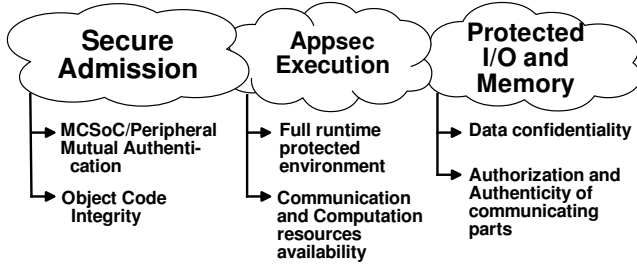 Secure
Admission
MCSoC/Peripheral
Mutual Authenti-
cation
Object Code
Integrity
Appsec
Execution
Full runtime
protected
environment
Communication
and Computation
resources
availability
Protected
I/O and
Memory
Data confidentiality
Authorization and
Authenticity of
communicating
parts